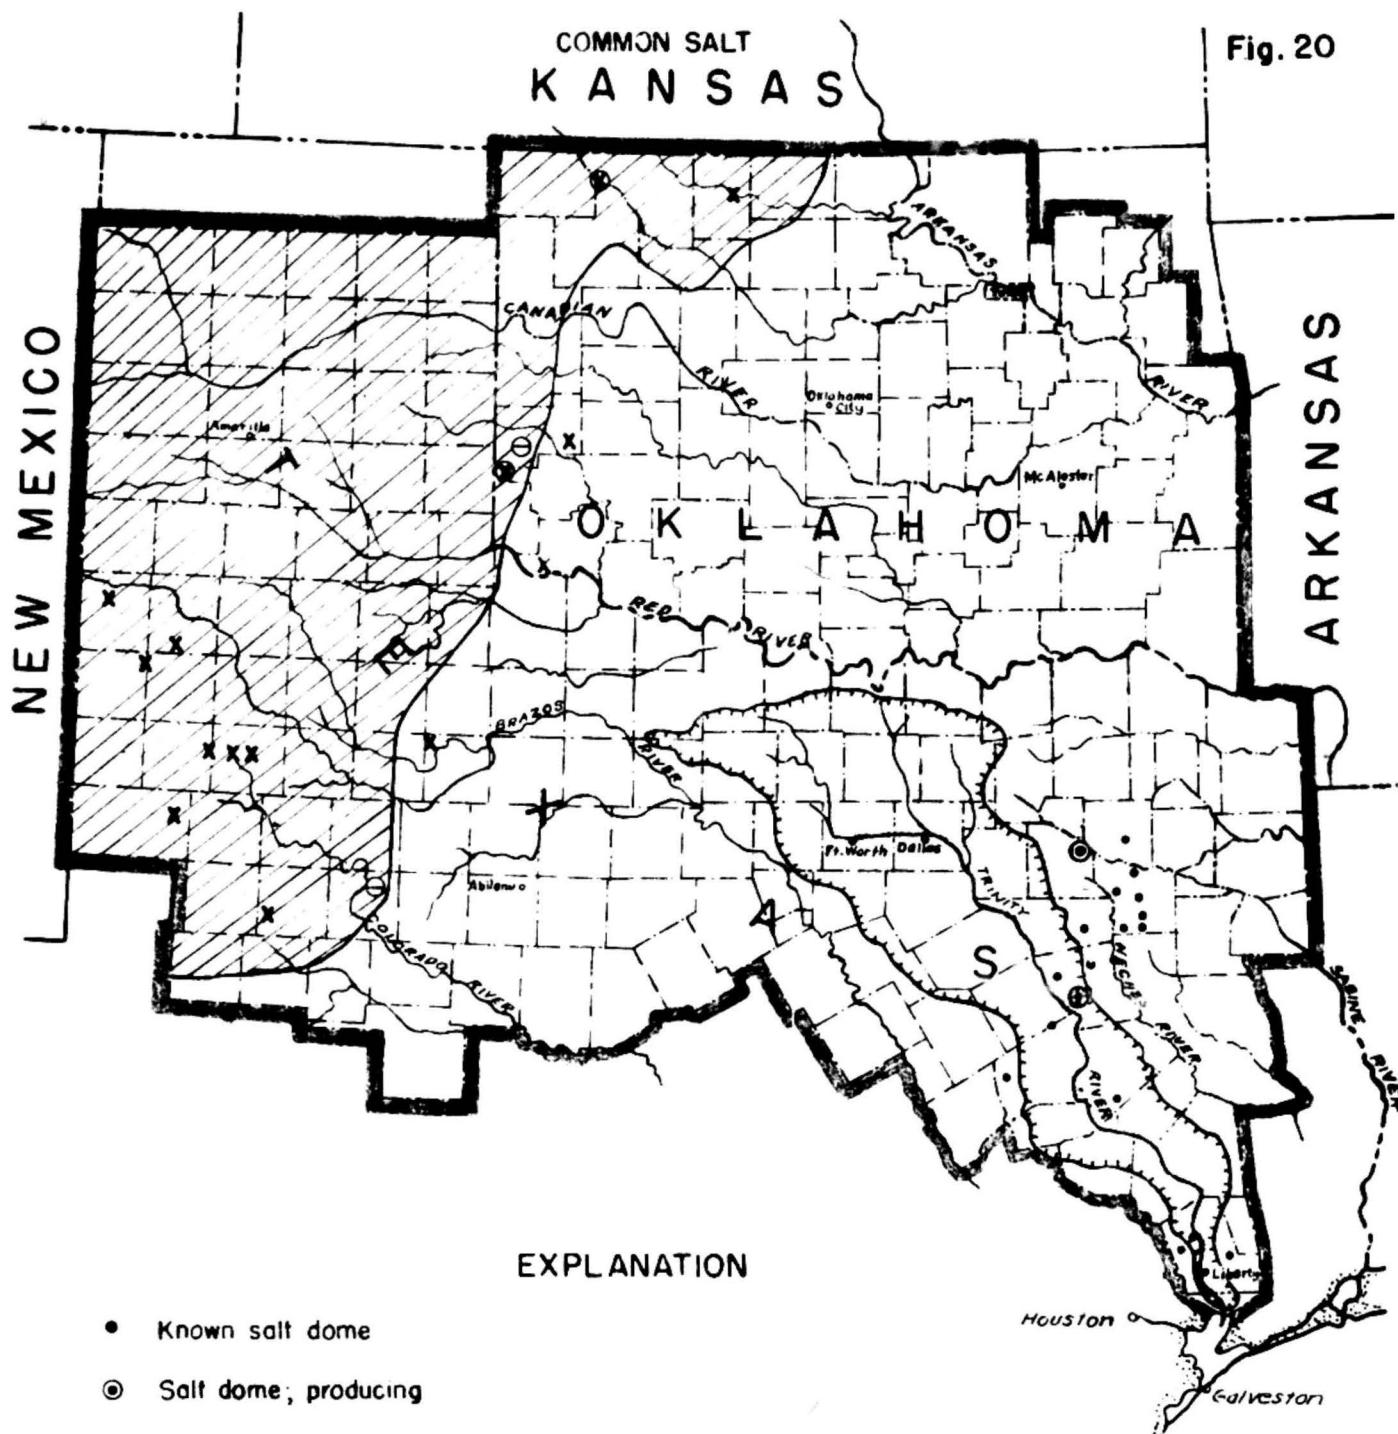 COMMON SALT
Fig. 20
KANSAS
ARKANSAS
CANADIAN
RIVER
RIVER
NEW MEXICO
ARKANSAS
Amarillo
Oklahoma
City
McAlester
T
OKLAHOMA
RED
RIVER
E
BRAZOS
RIVER
X
Ft. Worth Dallas
TRINITY
Abilene
A
COLORADO
RIVER
S
NECHES
RIVER
SABINE
RIVER
RIVER
Liberty
EXPLANATION
Houston
Known salt dome
Salt dome; producing
Galveston